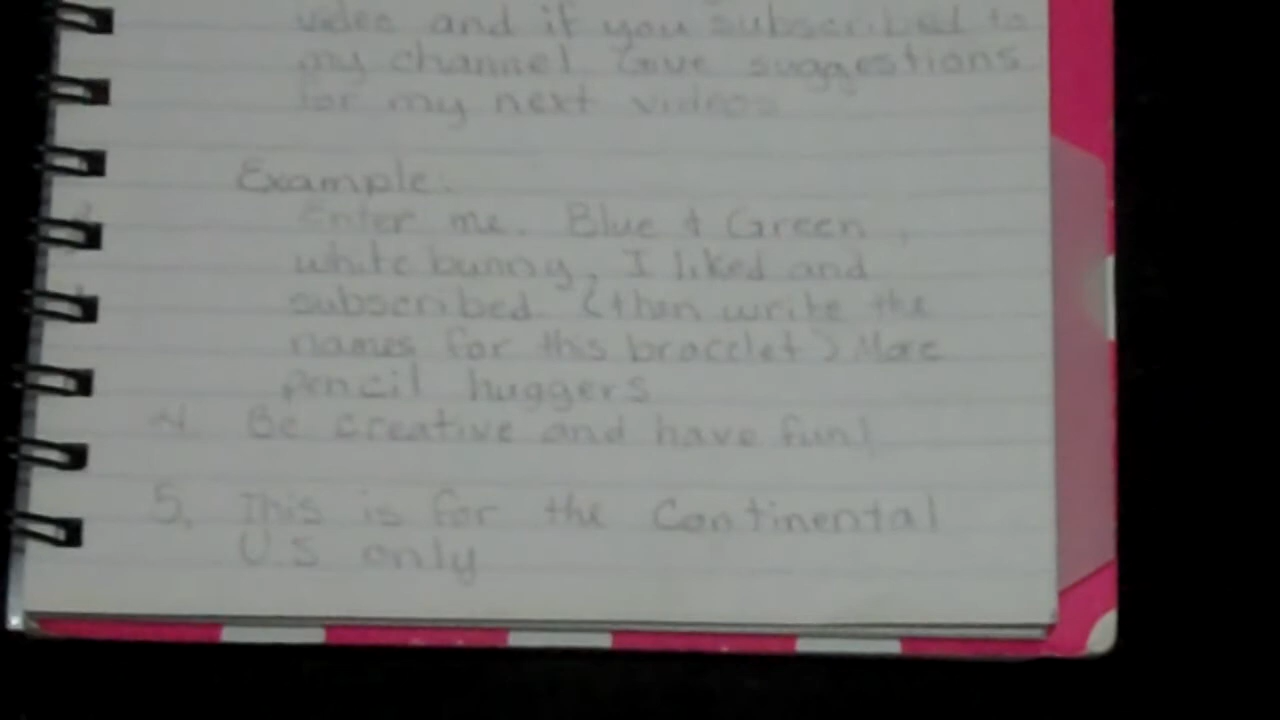 video and if you subscribed to
my channel. Give suggestions
for my next videos
Example:
Enter me. Blue & Green,
white bunny, I liked and
subscribed. (then write the
names for this bracelet) More
pencil huggers
4. Be creative and have fun!
5. This is for the Continental
U.S only